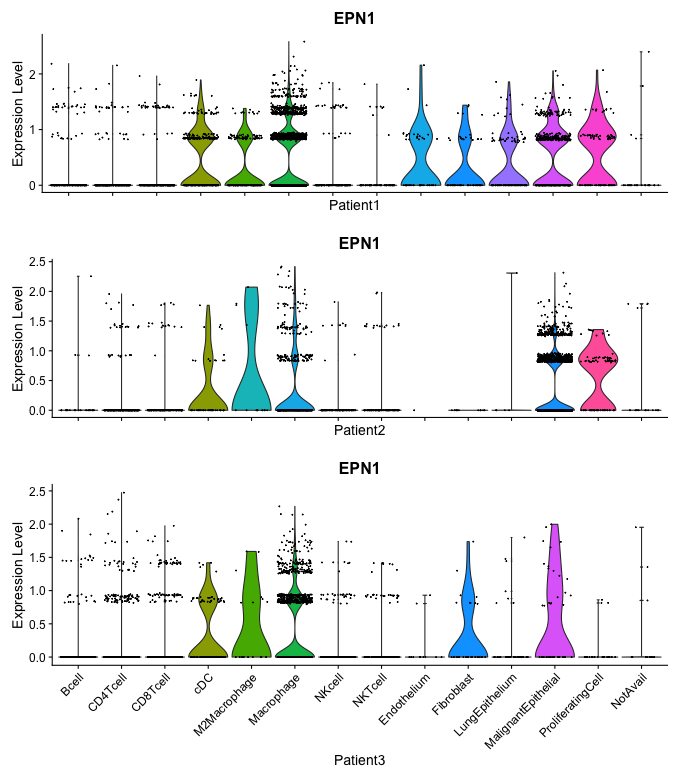 EPN1
Expression Level
2
1
0
Patient1
EPN1
Expression Level
2.5
2.0
1.5
1.0
0.5
0.0
Patient2
EPN1
Expression Level
2.5
2.0
1.5
1.0
0.5
0.0
Bcell
CD4Tcell
CD8Tcell
cDC
M2Macrophage
Macrophage
NKcell
NKTcell
Endothelium
Fibroblast
LungEpithelium
MalignantEpithelial
ProliferatingCell
NotAvail
Patient3